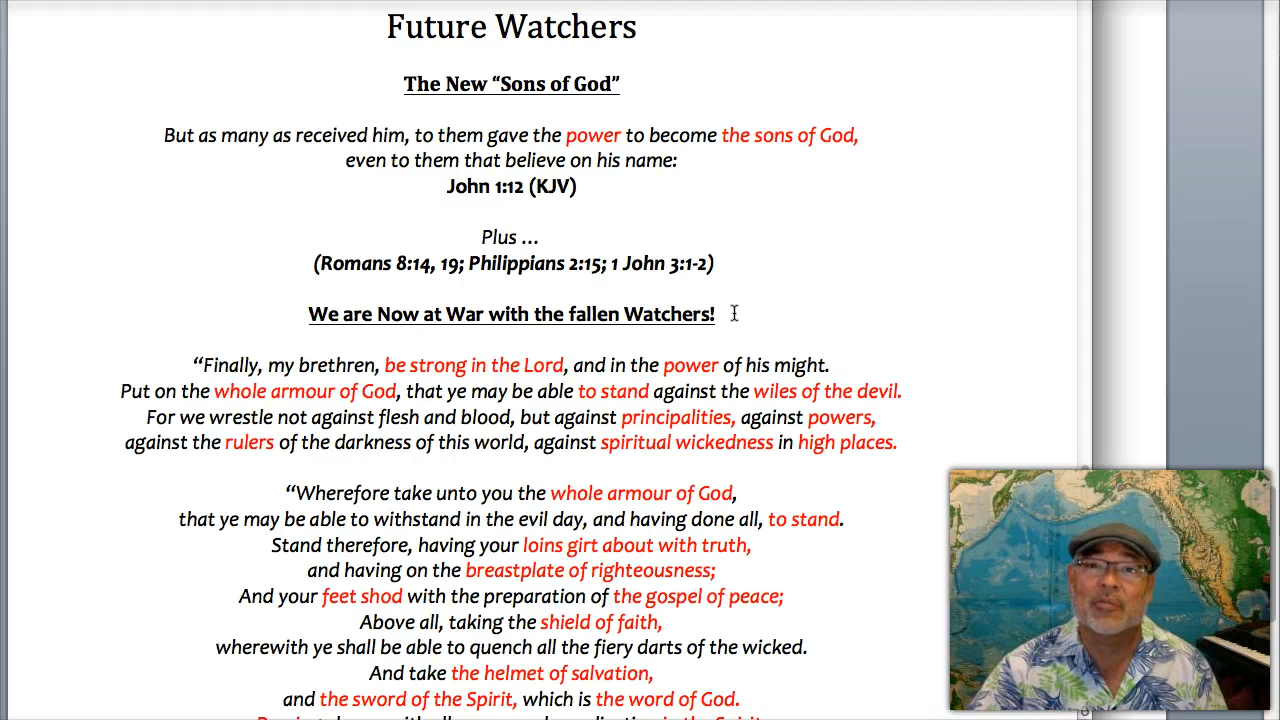 Future Watchers
The New “Sons of God”
But as many as received him, to them gave the power to become the sons of God,
even to them that believe on his name:
John 1:12 (KJV)
Plus …
(Romans 8:14, 19; Philippians 2:15; 1 John 3:1-2)
We are Now at War with the fallen Watchers!
“Finally, my brethren, be strong in the Lord, and in the power of his might.
Put on the whole armour of God, that ye may be able to stand against the wiles of the devil.
For we wrestle not against flesh and blood, but against principalities, against powers,
against the rulers of the darkness of this world, against spiritual wickedness in high places.
“Wherefore take unto you the whole armour of God,
that ye may be able to withstand in the evil day, and having done all, to stand.
Stand therefore, having your loins girt about with truth,
and having on the breastplate of righteousness;
And your feet shod with the preparation of the gospel of peace;
Above all, taking the shield of faith,
wherewith ye shall be able to quench all the fiery darts of the wicked.
And take the helmet of salvation,
and the sword of the Spirit, which is the word of God.